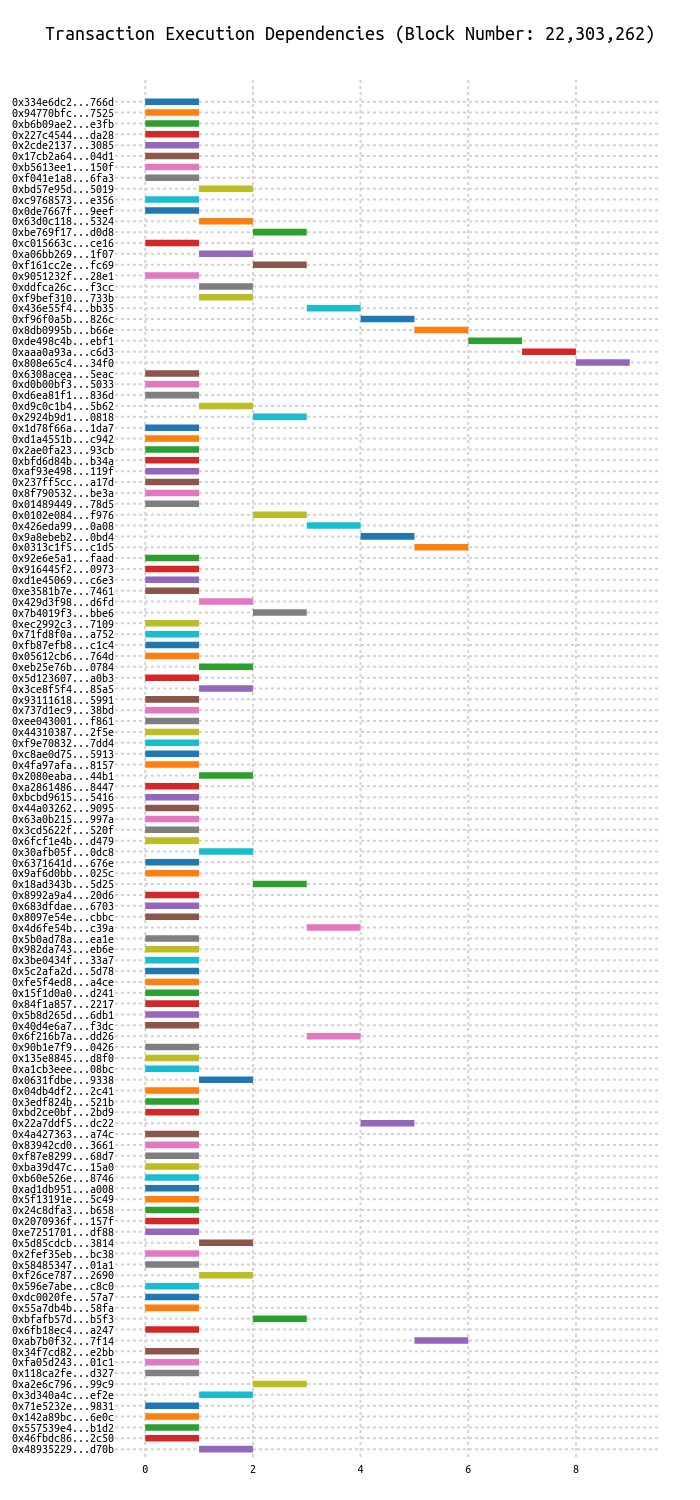 Transaction Execution Dependencies (Block Number: 22,303,262)
0x334e6dc2...766d
0x94770bfc...7525
0xb6b09ae2...e3fb
0x227c4544...da28
0x2cde2137...3085
0x17cb2a64...04d1
0xb5613ee1...150f
0xf041e1a8...6fa3
0xbd57e95d...5019
0xc9768573...e356
0x0de7667f...9eef
0x63d0c118...5324
0xbe769f17...d0d8
0xc015663c...ce16
0xa06bb269...1f07
0xf161cc2e...fc69
0x9051232f...28e1
0xddfca26c...f3cc
0xf9bef310...733b
0x436e55f4...bb35
0xf96f0a5b...826c
0x8db0995b...b66e
0xde498c4b...ebf1
0xaaa0a93a...c6d3
0x808e65c4...34f0
0x6308acea...5eac
0xd0b00bf3...5033
0xd6ea81f1...836d
0xd9c0c1b4...5b62
0x2924b9d1...0818
0x1d78f66a...1da7
0xd1a4551b...c942
0x2ae0fa23...93cb
0xbfd6d84b...b34a
0xaf93e498...119f
0x237ff5cc...a17d
0x8f790532...be3a
0x01489449...78d5
0x0102e084...f976
0x426eda99...0a08
0x9a8ebeb2...0bd4
0x0313c1f5...c1d5
0x92e6e5a1...faad
0x916445f2...0973
0xd1e45069...c6e3
0xe3581b7e...7461
0x429d3f98...d6fd
0x7b4019f3...bbe6
0xec2992c3...7109
0x71fd8f0a...a752
0xfb87efb8...c1c4
0x05612cb6...764d
0xeb25e76b...0784
0x5d123607...a0b3
0x3ce8f5f4...85a5
0x93111618...5991
0x737d1ec9...38bd
0xee043001...f861
0x44310387...2f5e
0xf9e70832...7dd4
0xc8ae0d75...5913
0x4fa97afa...8157
0x2080eaba...44b1
0xa2861486...8447
0xbcbd9615...5416
0x44a03262...9095
0x63a0b215...997a
0x3cd5622f...520f
0x6fcf1e4b...d479
0x30afb05f...0dc8
0x6371641d...676e
0x9af6d0bb...025c
0x18ad343b...5d25
0x8992a9a4...20d6
0x683dfdae...6703
0x8097e54e...cbbc
0x4d6fe54b...c39a
0x5b0ad78a...ea1e
0x982da743...eb6e
0x3be0434f...33a7
0x5c2afa2d...5d78
0xfe5f4ed8...a4ce
0x15f1d0a0...d241
0x84f1a857...2217
0x5b8d265d...6db1
0x40d4e6a7...f3dc
0x6f216b7a...dd26
0x90b1e7f9...0426
0x135e8845...d8f0
0xa1cb3eee...08bc
0x0631fdbe...9338
0x04db4df2...2c41
0x3edf824b...521b
0xbd2ce0bf...2bd9
0x22a7ddf5...dc22
0x4a427363...a74c
0x83942cd0...3661
0xf87e8299...68d7
0xba39d47c...15a0
0xb60e526e...8746
0xad1db951...a008
0x5f13191e...5c49
0x24c8dfa3...b658
0x2070936f...157f
0xe7251701...df88
0x5d85cdcb...3814
0x2fef35eb...bc38
0x58485347...01a1
0xf26ce787...2690
0x596e7abe...c8c0
0xdc0020fe...57a7
0x55a7db4b...58fa
0xbfafb57d...b5f3
0x6fb18ec4...a247
0xab7b0f32...7f14
0x34f7cd82...e2bb
0xfa05d243...01c1
0x118ca2fe...d327
0xa2e6c796...99c9
0x3d340a4c...ef2e
0x71e5232e...9831
0x142a89bc...6e0c
0x557539e4...b1d2
0x46fbdc86...2c50
0x48935229...d70b
0 2 4 6 8